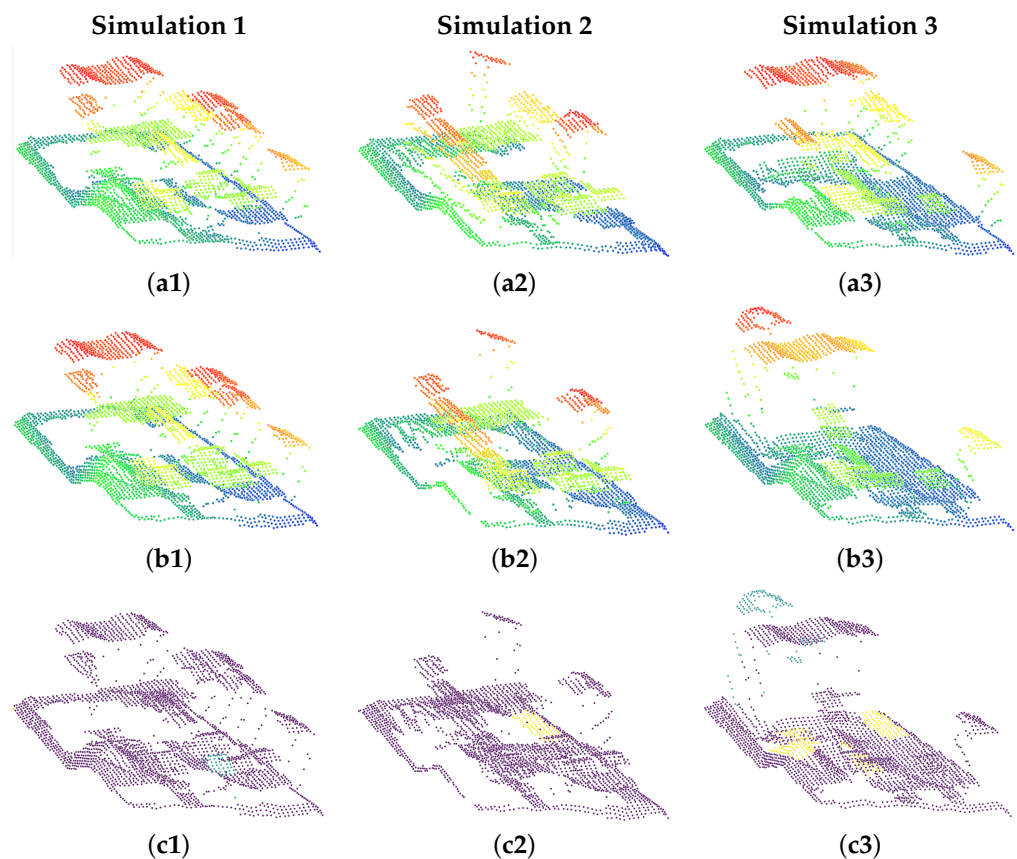 Simulation 1 Simulation 2 Simulation 3
(a1) (a2) (a3)
(b1) (b2) (b3)
(c1) (c2) (c3)